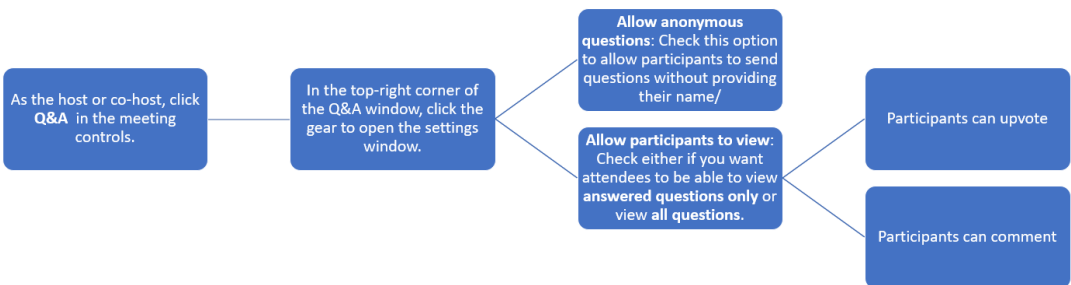 As the host or co-host, click
Q&A in the meeting
controls.
In the top-right corner of
the Q&A window, click the
gear to open the settings
window.
Allow anonymous
questions: Check this option
to allow participants to send
questions without providing
their name/
Allow participants to view:
Check either if you want
attendees to be able to view
answered questions only or
view all questions.
Participants can upvote
Participants can comment